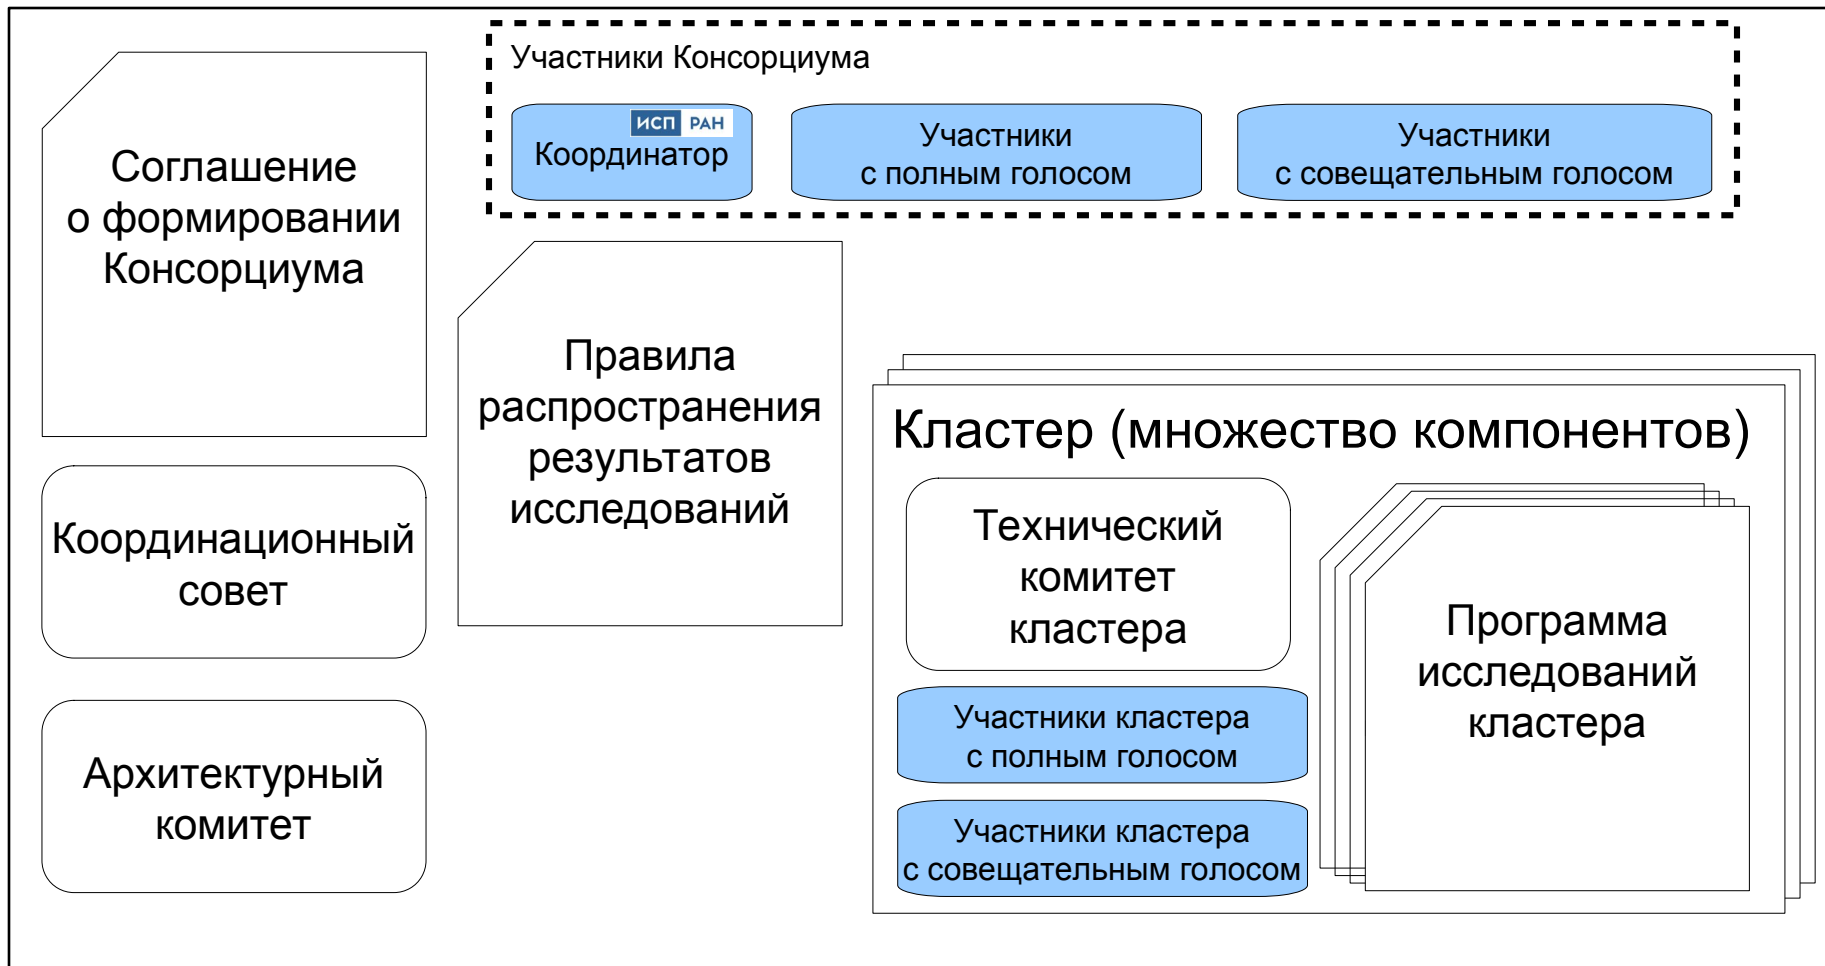 Соглашение
о формировании
Консорциума
Координационный
совет
Архитектурный
комитет
Участники Консорциума
ИСП РАН
Координатор
Участники
с полным голосом
Участники
с совещательным голосом
Правила
распространения
результатов
исследований
Кластер (множество компонентов)
Технический
комитет
кластера
Участники кластера
с полным голосом
Участники кластера
с совещательным голосом
Программа
исследований
кластера